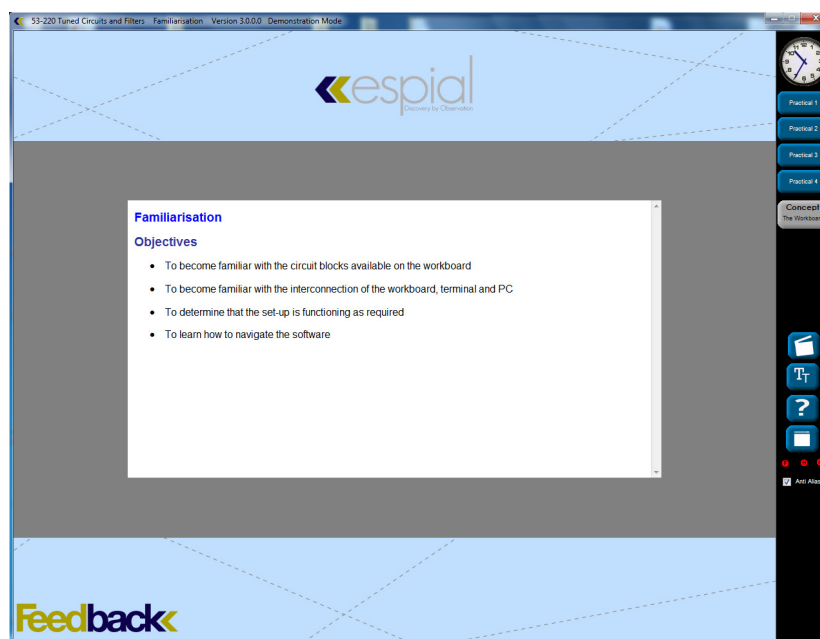 53-220 Tuned Circuits and Filters Familiarisation Version 3.0.0.0 Demonstration Mode
espial
Discovery by Observation
Familiarisation
Objectives
• To become familiar with the circuit blocks available on the workboard
• To become familiar with the interconnection of the workboard, terminal and PC
• To determine that the set-up is functioning as required
• To learn how to navigate the software
Practical 1
Practical 2
Practical 3
Practical 4
Concept
The Workboar
TT
?
Anti Alias
Feedback